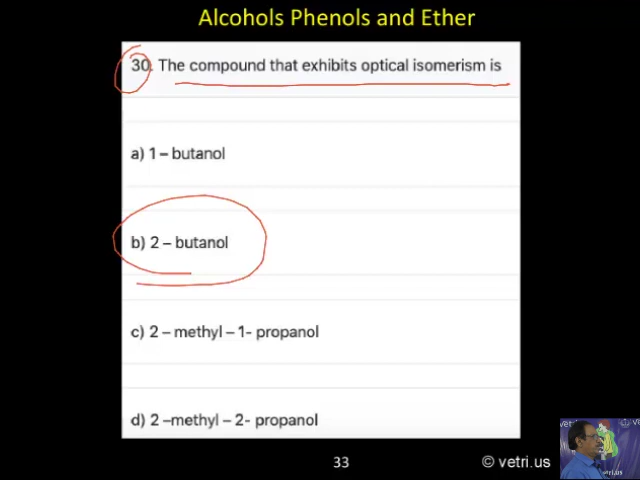 Alcohols Phenols and Ether
30. The compound that exhibits optical isomerism is
a) 1 – butanol
b) 2 – butanol
c) 2 – methyl – 1- propanol
d) 2 –methyl – 2- propanol
33
© vetri.us